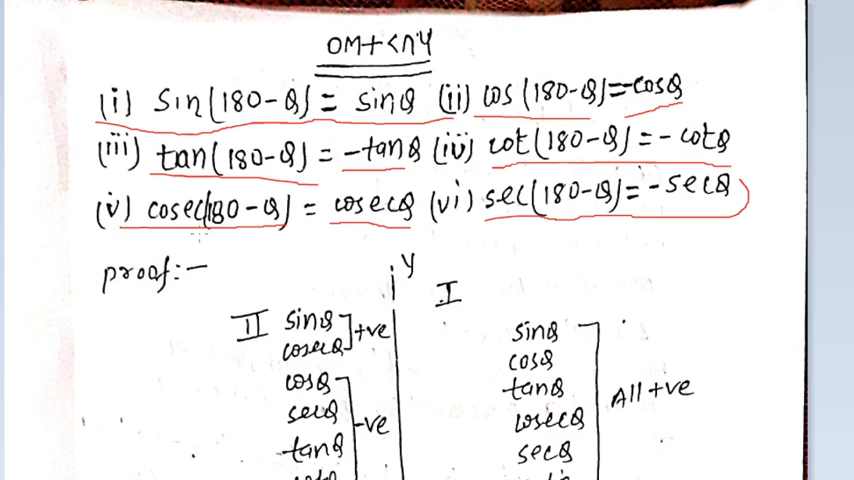 OM+<חY
(i) Sin(180-θ) = sinθ (ii) cos(180-θ)=cosθ
(iii) tan(180-θ) = -tanθ (iv) cot(180-θ)=-cotθ
(v) cosec(180-θ) = cosecθ (vi) sec(180-θ)=-secθ
proof:-
Y
I
II sinθ
cosecθ
+ve
cosθ
secθ
tanθ
-ve
sinθ
cosθ
tanθ
cosecθ
secθ
All +ve